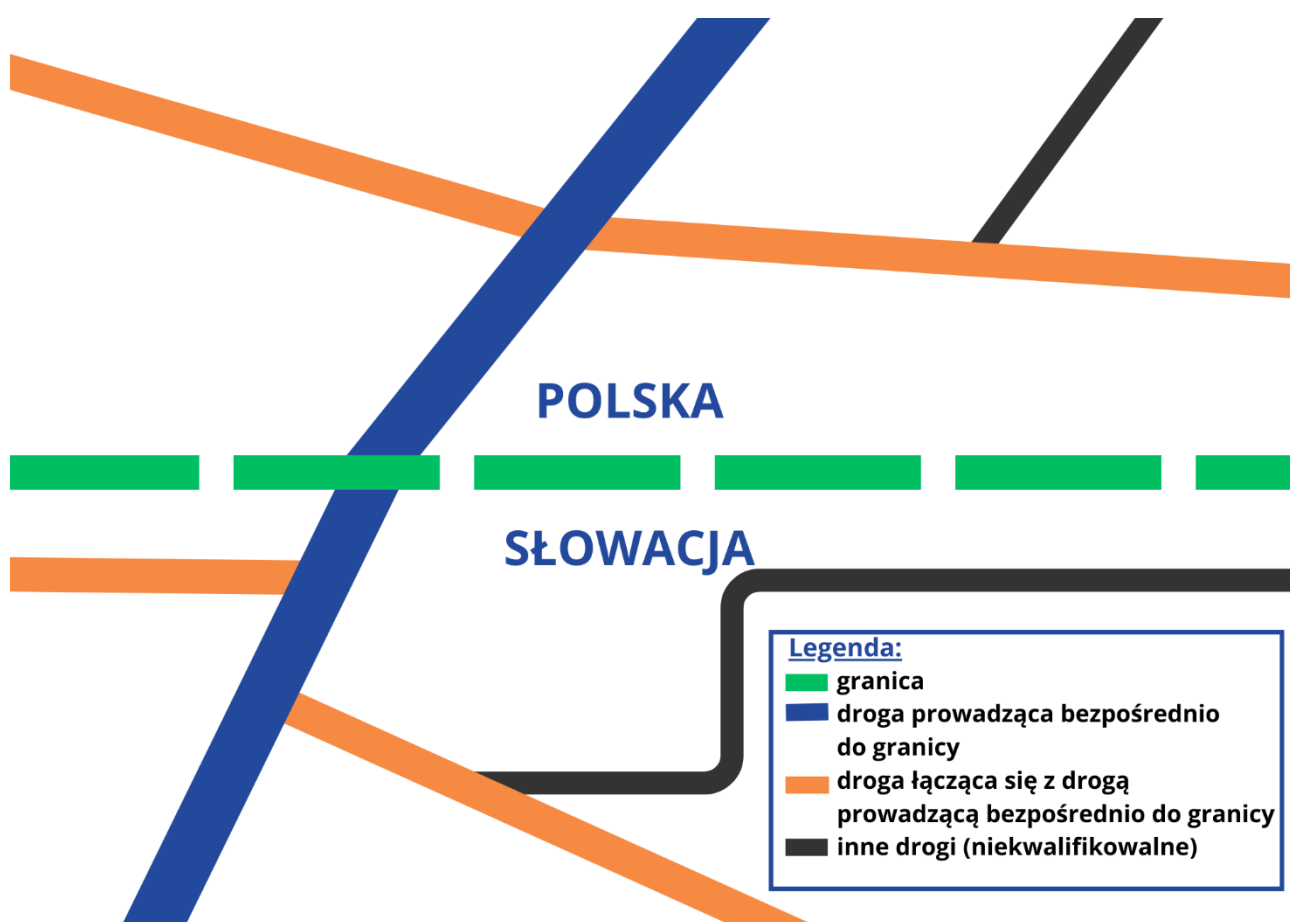 POLSKA
SŁOWACJA
Legenda:
granica
droga prowadząca bezpośrednio
do granicy
droga łącząca się z drogą
prowadzącą bezpośrednio do granicy
inne drogi (niekwalifikowalne)